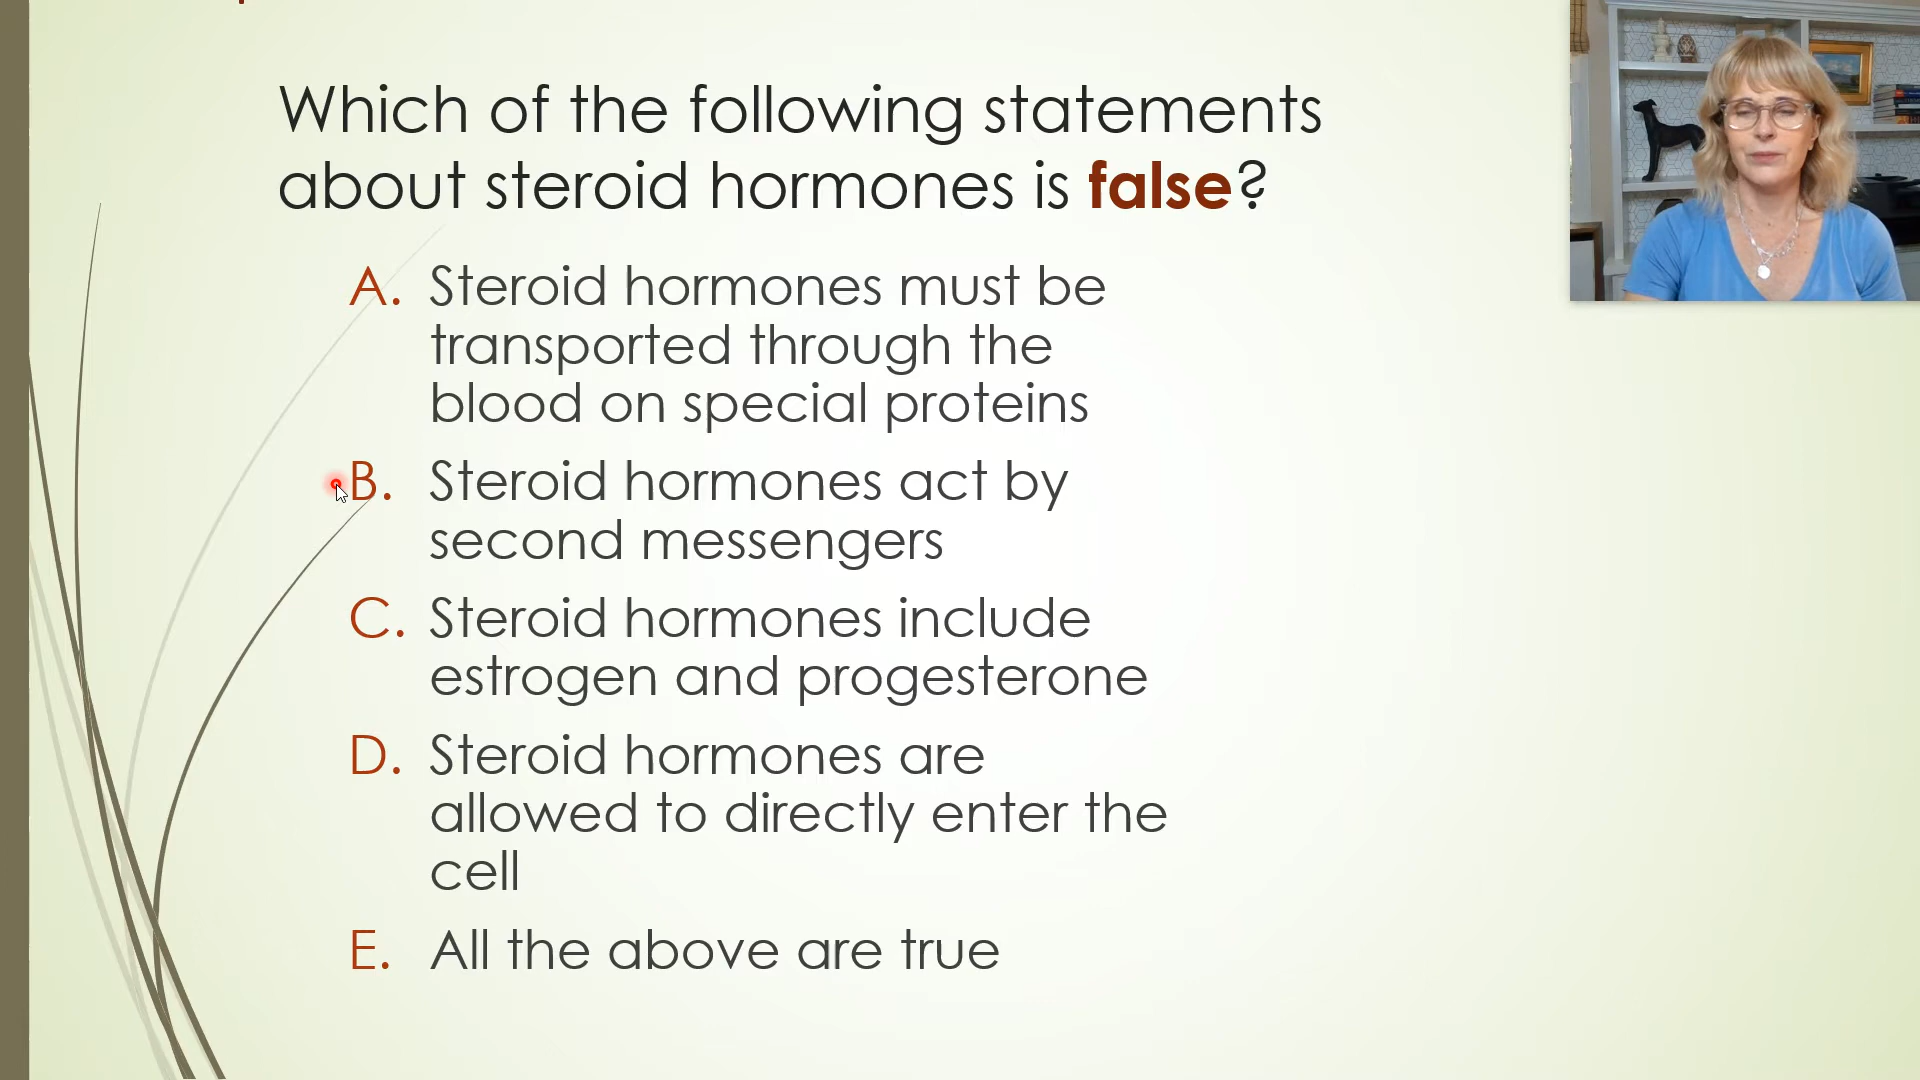 Which of the following statements
about steroid hormones is false?
A. Steroid hormones must be
transported through the
blood on special proteins
B. Steroid hormones act by
second messengers
C. Steroid hormones include
estrogen and progesterone
D. Steroid hormones are
allowed to directly enter the
cell
E. All the above are true